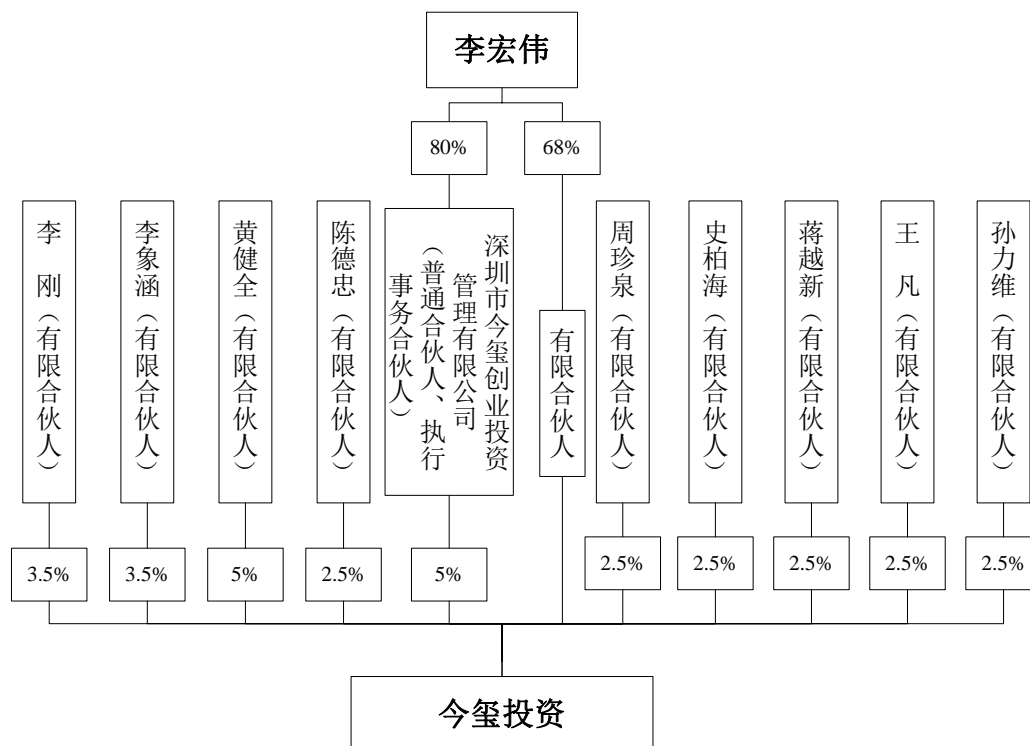 李宏伟
80%
68%
李　刚（有限合伙人）
李象涵（有限合伙人）
黄健全（有限合伙人）
陈德忠（有限合伙人）
深圳市今玺创业投资
管理有限公司
（普通合伙人、执行
事务合伙人）
有限合伙人
周珍泉（有限合伙人）
史柏海（有限合伙人）
蒋越新（有限合伙人）
王　凡（有限合伙人）
孙力维（有限合伙人）
3.5%
3.5%
5%
2.5%
5%
2.5%
2.5%
2.5%
2.5%
2.5%
今玺投资